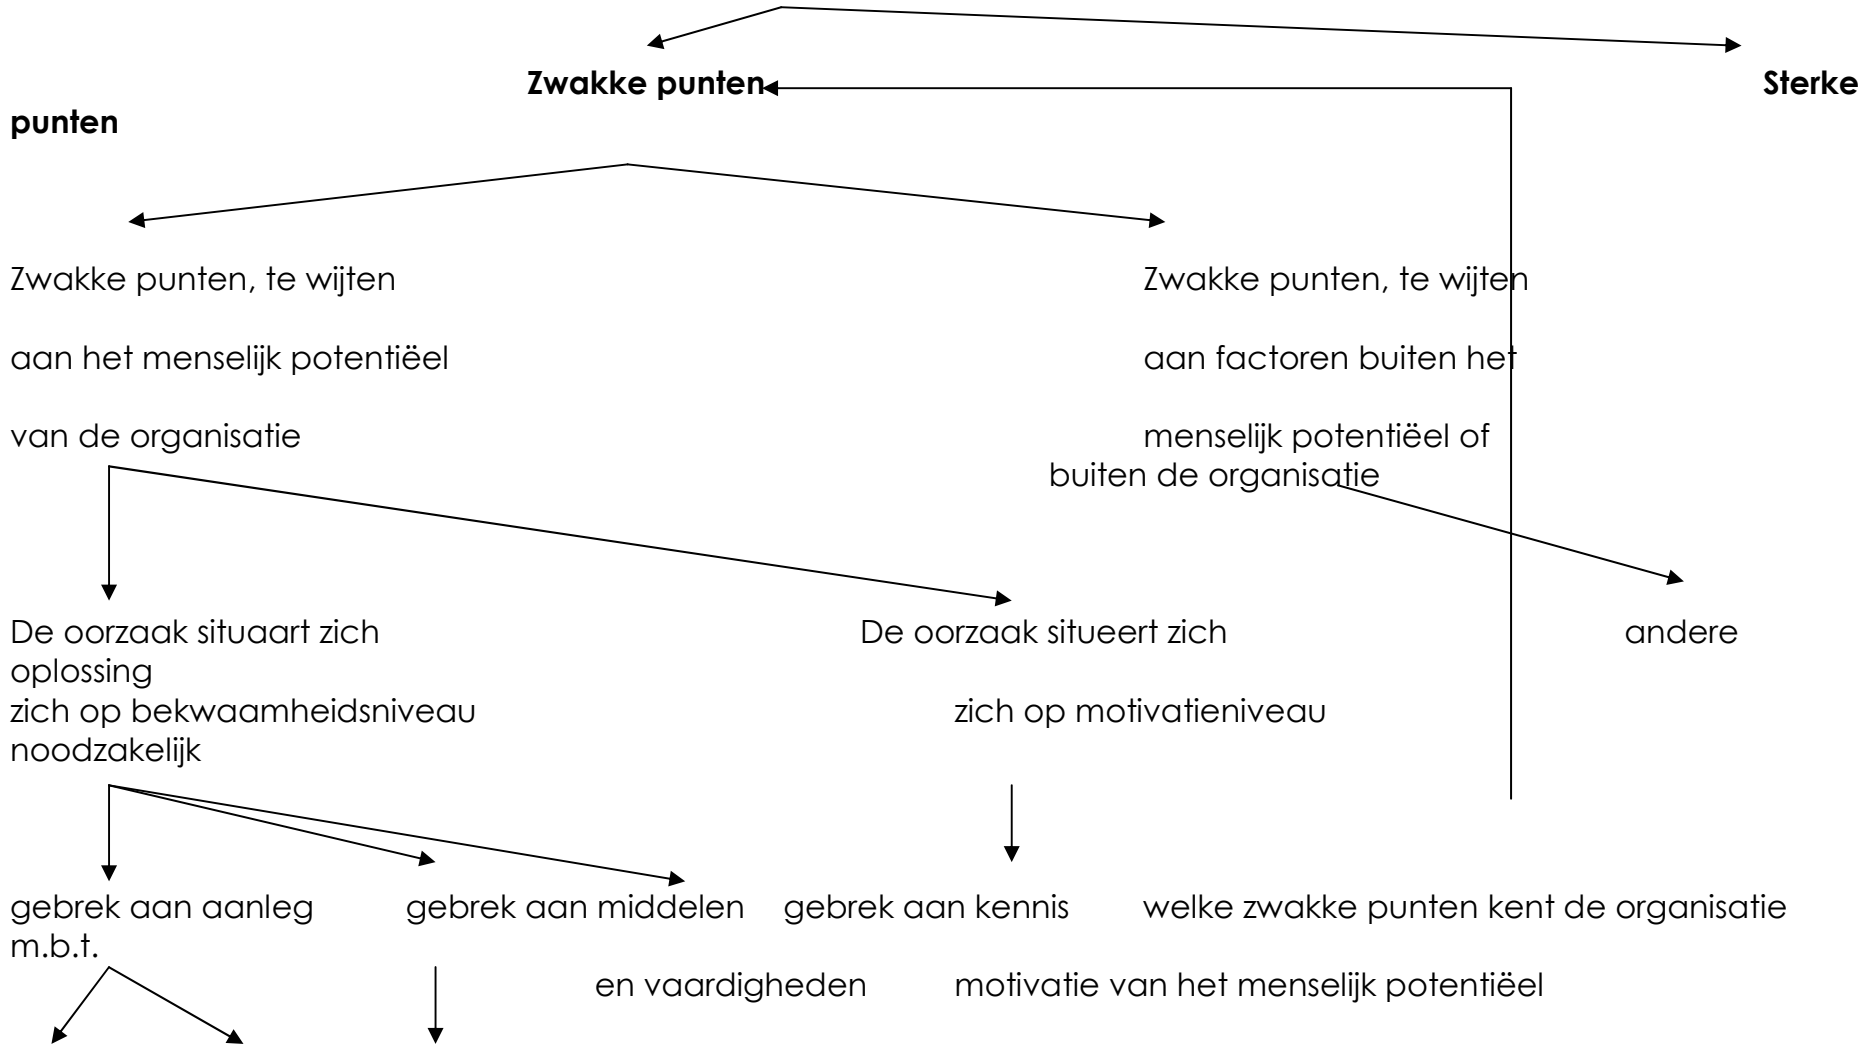 Zwakke punten Sterke
punten
Zwakke punten, te wijten Zwakke punten, te wijten
aan het menselijk potentiëel aan factoren buiten het
van de organisatie menselijk potentiëel of
buiten de organisatie
De oorzaak situaart zich De oorzaak situeert zich andere
oplossing
zich op bekwaamheidsniveau zich op motivatieniveau
noodzakelijk
gebrek aan aanleg gebrek aan middelen gebrek aan kennis welke zwakke punten kent de organisatie
m.b.t.
en vaardigheden motivatie van het menselijk potentiëel